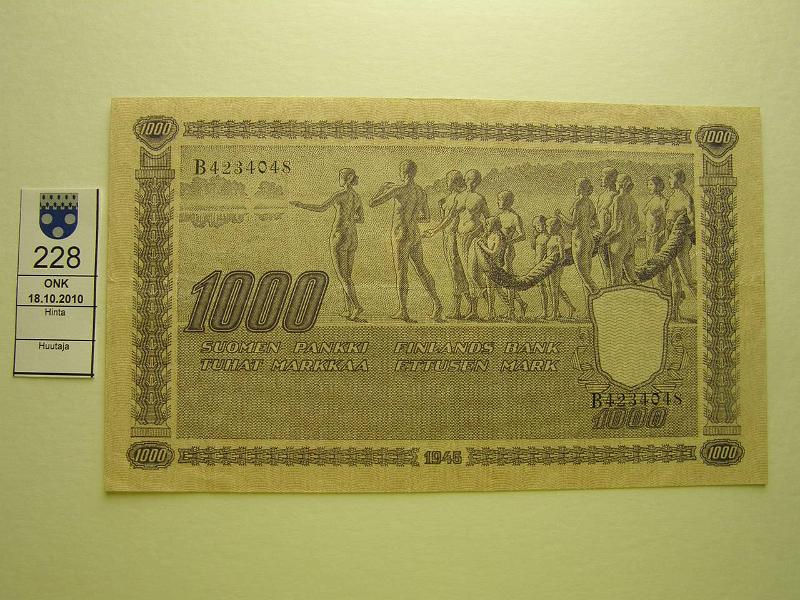 1000
1000
B4234048
228
ONK
18.10.2010
Hinta
Huutaja
1000
SUOMEN PANKKI FINLANDS BANK
TUHAT MARKKAA ETTUSEN MARK
B4234048
1000
1000
1945
1000